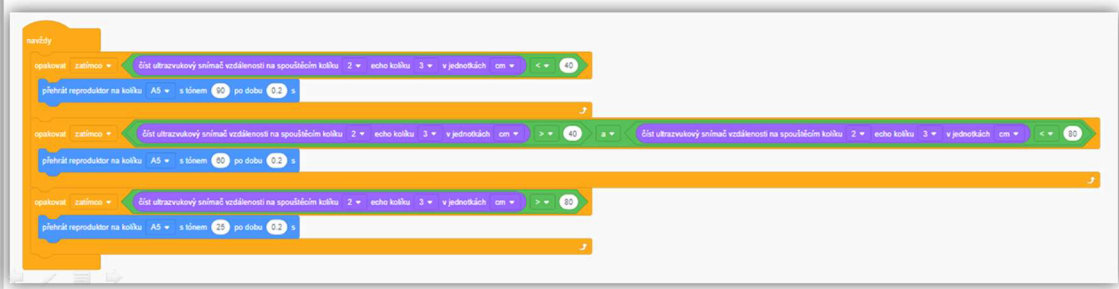 navždy
opakovat zatímco číst ultrazvukový snímač vzdálenosti na spouštěcím kolíku 2 echo kolíku 3 v jednotkách cm < 40
přehrát reproduktor na kolíku A5 s tónem 90 po dobu 0.2 s
opakovat zatímco číst ultrazvukový snímač vzdálenosti na spouštěcím kolíku 2 echo kolíku 3 v jednotkách cm > 40 a číst ultrazvukový snímač vzdálenosti na spouštěcím kolíku 2 echo kolíku 3 v jednotkách cm < 80
přehrát reproduktor na kolíku A5 s tónem 60 po dobu 0.2 s
opakovat zatímco číst ultrazvukový snímač vzdálenosti na spouštěcím kolíku 2 echo kolíku 3 v jednotkách cm > 80
přehrát reproduktor na kolíku A5 s tónem 25 po dobu 0.2 s